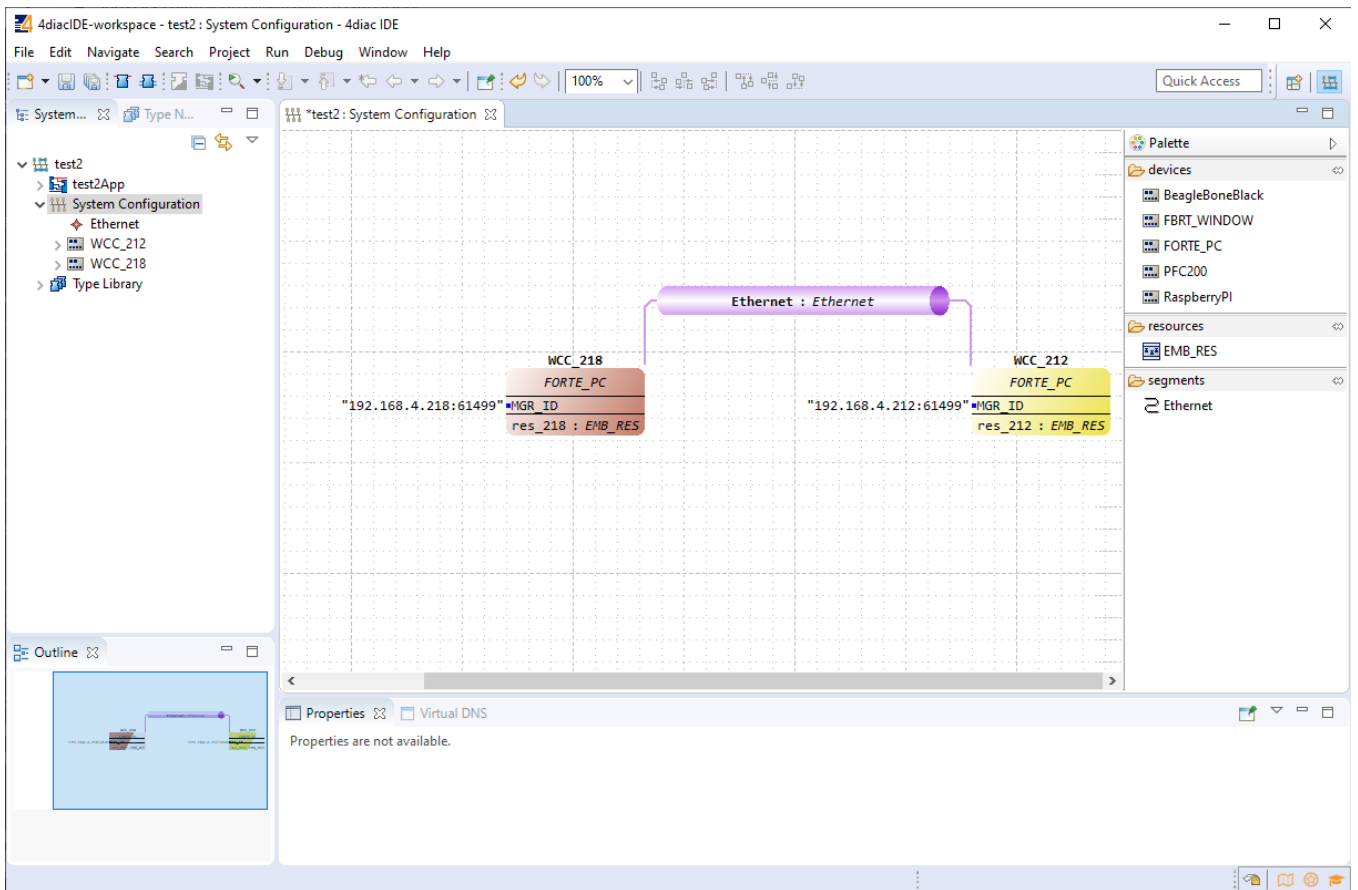 4diacIDE-workspace - test2 : System Configuration - 4diac IDE
File Edit Navigate Search Project Run Debug Window Help
100%
Quick Access
System...
Type N...
*test2 : System Configuration
test2
test2App
System Configuration
Ethernet
WCC_212
WCC_218
Type Library
Ethernet : Ethernet
WCC_218
FORTE_PC
"192.168.4.218:61499"
MGR_ID
res_218 : EMB_RES
WCC_212
FORTE_PC
"192.168.4.212:61499"
MGR_ID
res_212 : EMB_RES
Palette
devices
BeagleBoneBlack
FBRT_WINDOW
FORTE_PC
PFC200
RaspberryPI
resources
EMB_RES
segments
Ethernet
Outline
Properties
Virtual DNS
Properties are not available.